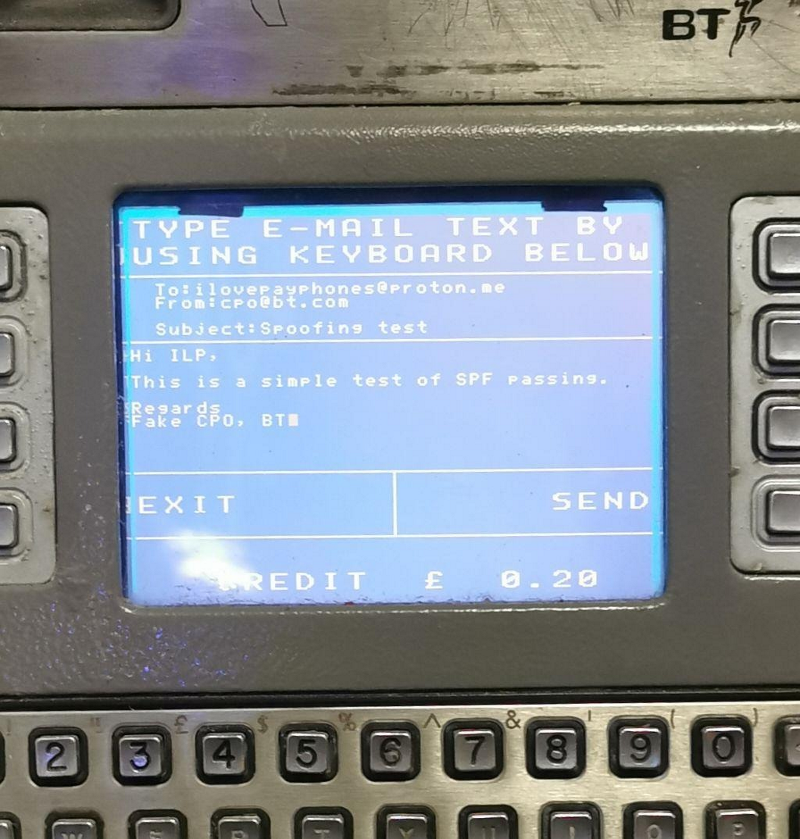 BT
TYPE E-MAIL TEXT BY
USING KEYBOARD BELOW
To:ilovepayphones@proton.me
From:cpo@bt.com
Subject:Spoofing test
Hi ILP,
This is a simple test of SPF passing.
Regards
Fake CPO, BT
EXIT SEND
CREDIT £ 0.20
" £ $ % ^ & ' ( )
2 3 4 5 6 7 8 9 0
W E R T Y U I O P